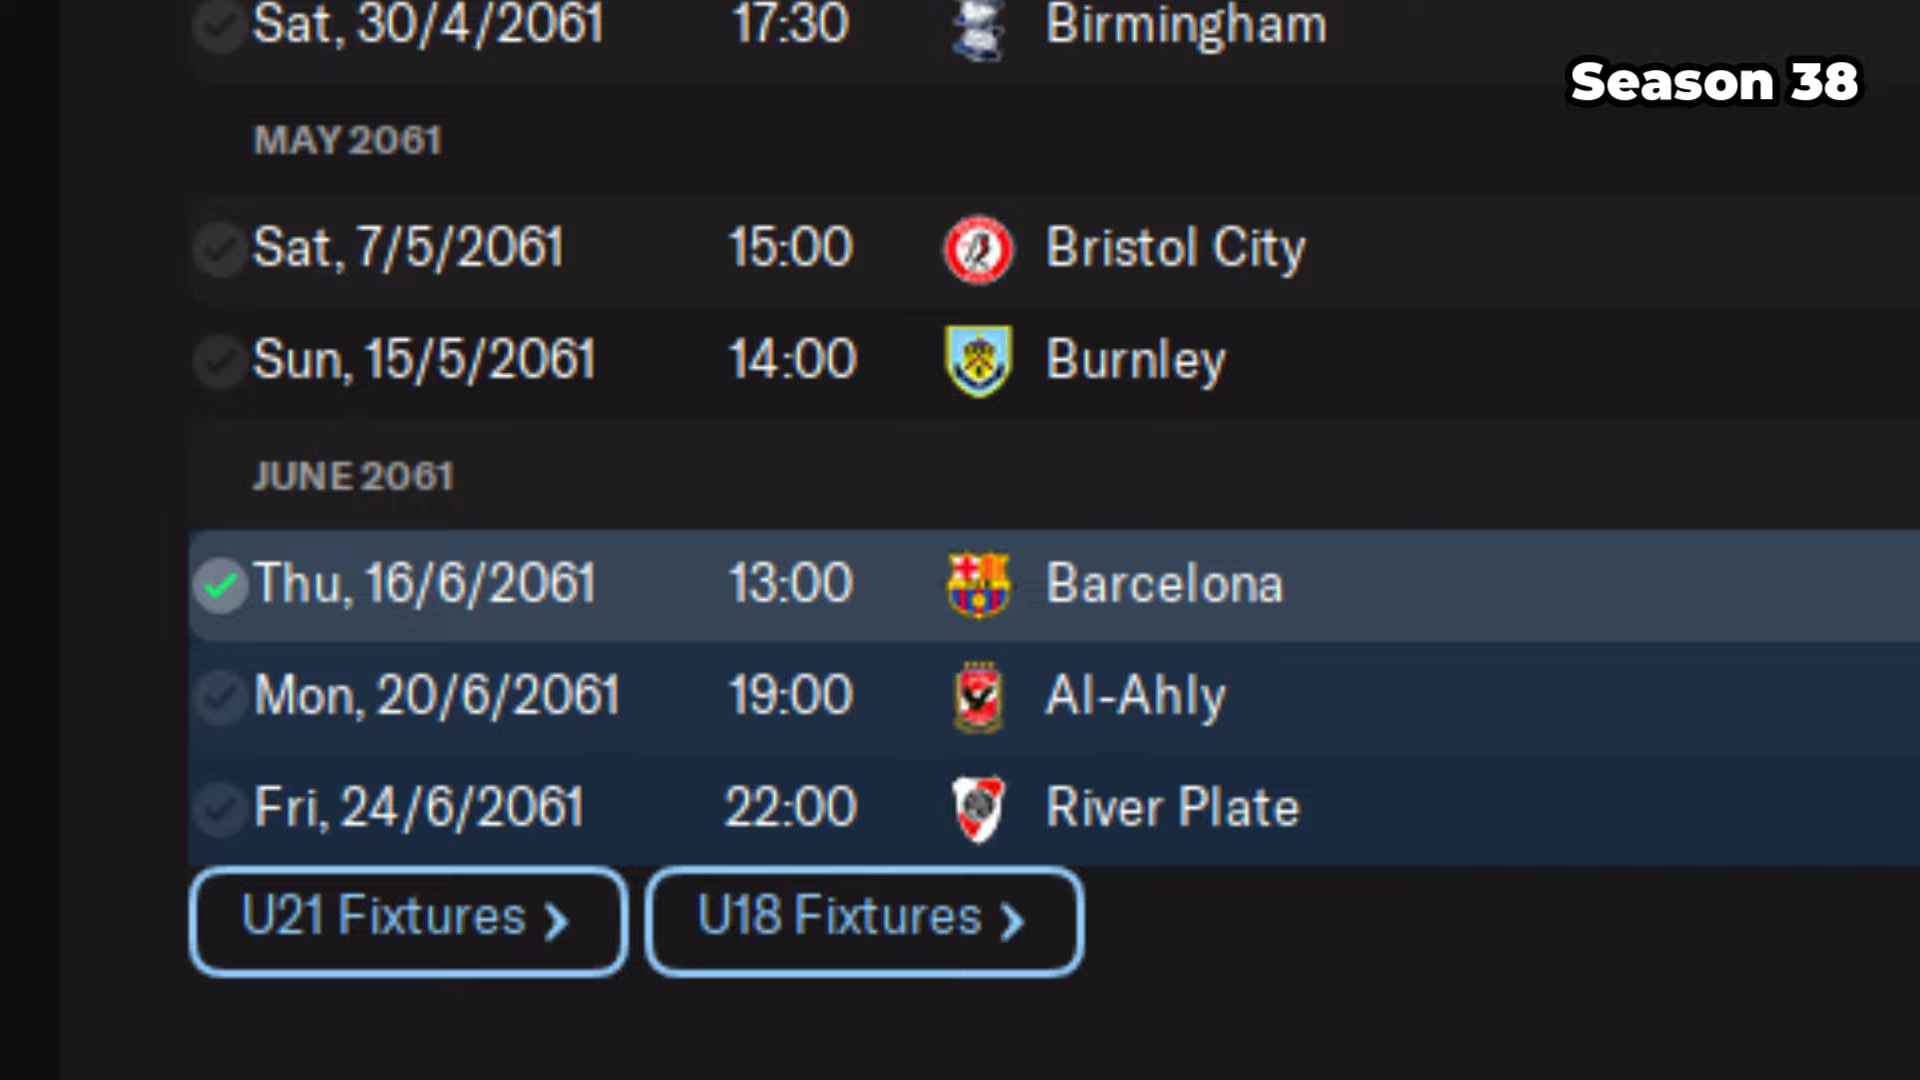 Sat, 30/4/2061 17:30 Birmingham
Season 38
MAY 2061
Sat, 7/5/2061 15:00 Bristol City
Sun, 15/5/2061 14:00 Burnley
JUNE 2061
Thu, 16/6/2061 13:00 Barcelona
Mon, 20/6/2061 19:00 Al-Ahly
Fri, 24/6/2061 22:00 River Plate
U21 Fixtures > U18 Fixtures >